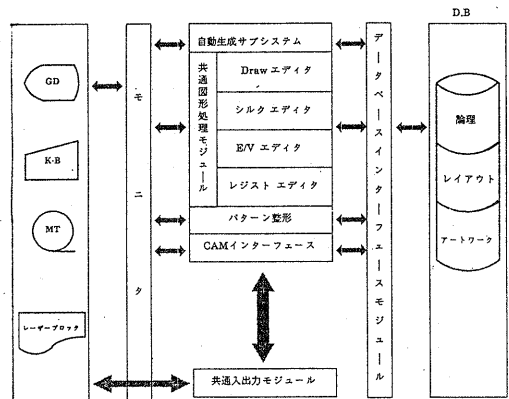 D.B
GD
K・B
MT
レーザーブロック
モニタ
自動生成サブシステム
共通図形処理モジュール
Draw エディタ
シルク エディタ
E/V エディタ
レジスト エディタ
パターン整形
CAMインターフェース
共通入出力モジュール
データベースインターフェースモジュール
論理
レイアウト
アートワーク